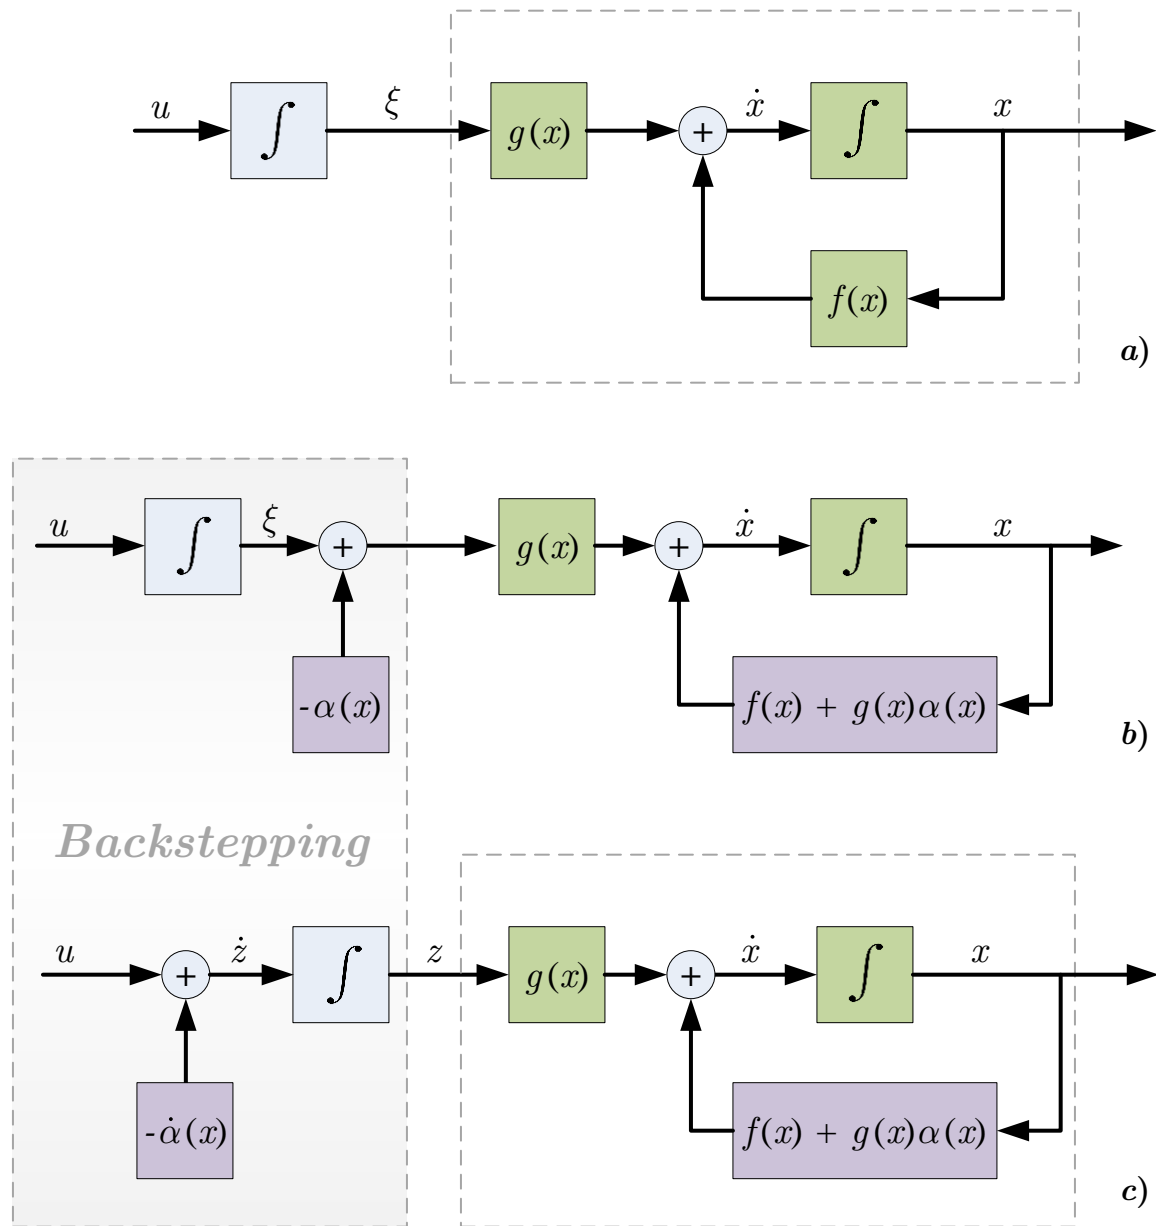 u
∫
ξ
g(x)
+
ẋ
∫
x
f(x)
a)
u
∫
ξ
+
g(x)
+
ẋ
∫
x
-α(x)
f(x) + g(x)α(x)
b)
Backstepping
u
+
ż
∫
z
g(x)
+
ẋ
∫
x
-α̇(x)
f(x) + g(x)α(x)
c)